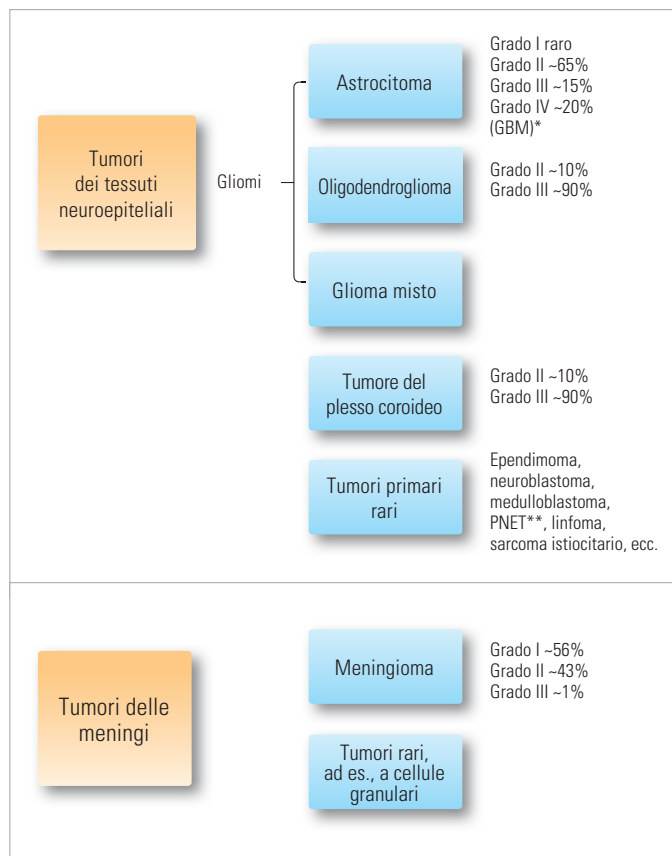 Tumori
dei tessuti
neuroepiteliali
Gliomi
Astrocitoma
Grado I raro
Grado II ~65%
Grado III ~15%
Grado IV ~20%
(GBM)*
Oligodendroglioma
Grado II ~10%
Grado III ~90%
Glioma misto
Tumore del
plesso coroideo
Grado II ~10%
Grado III ~90%
Tumori primari
rari
Ependimoma,
neuroblastoma,
medulloblastoma,
PNET**, linfoma,
sarcoma istiocitario, ecc.
Tumori delle
meningi
Meningioma
Grado I ~56%
Grado II ~43%
Grado III ~1%
Tumori rari,
ad es., a cellule
granulari